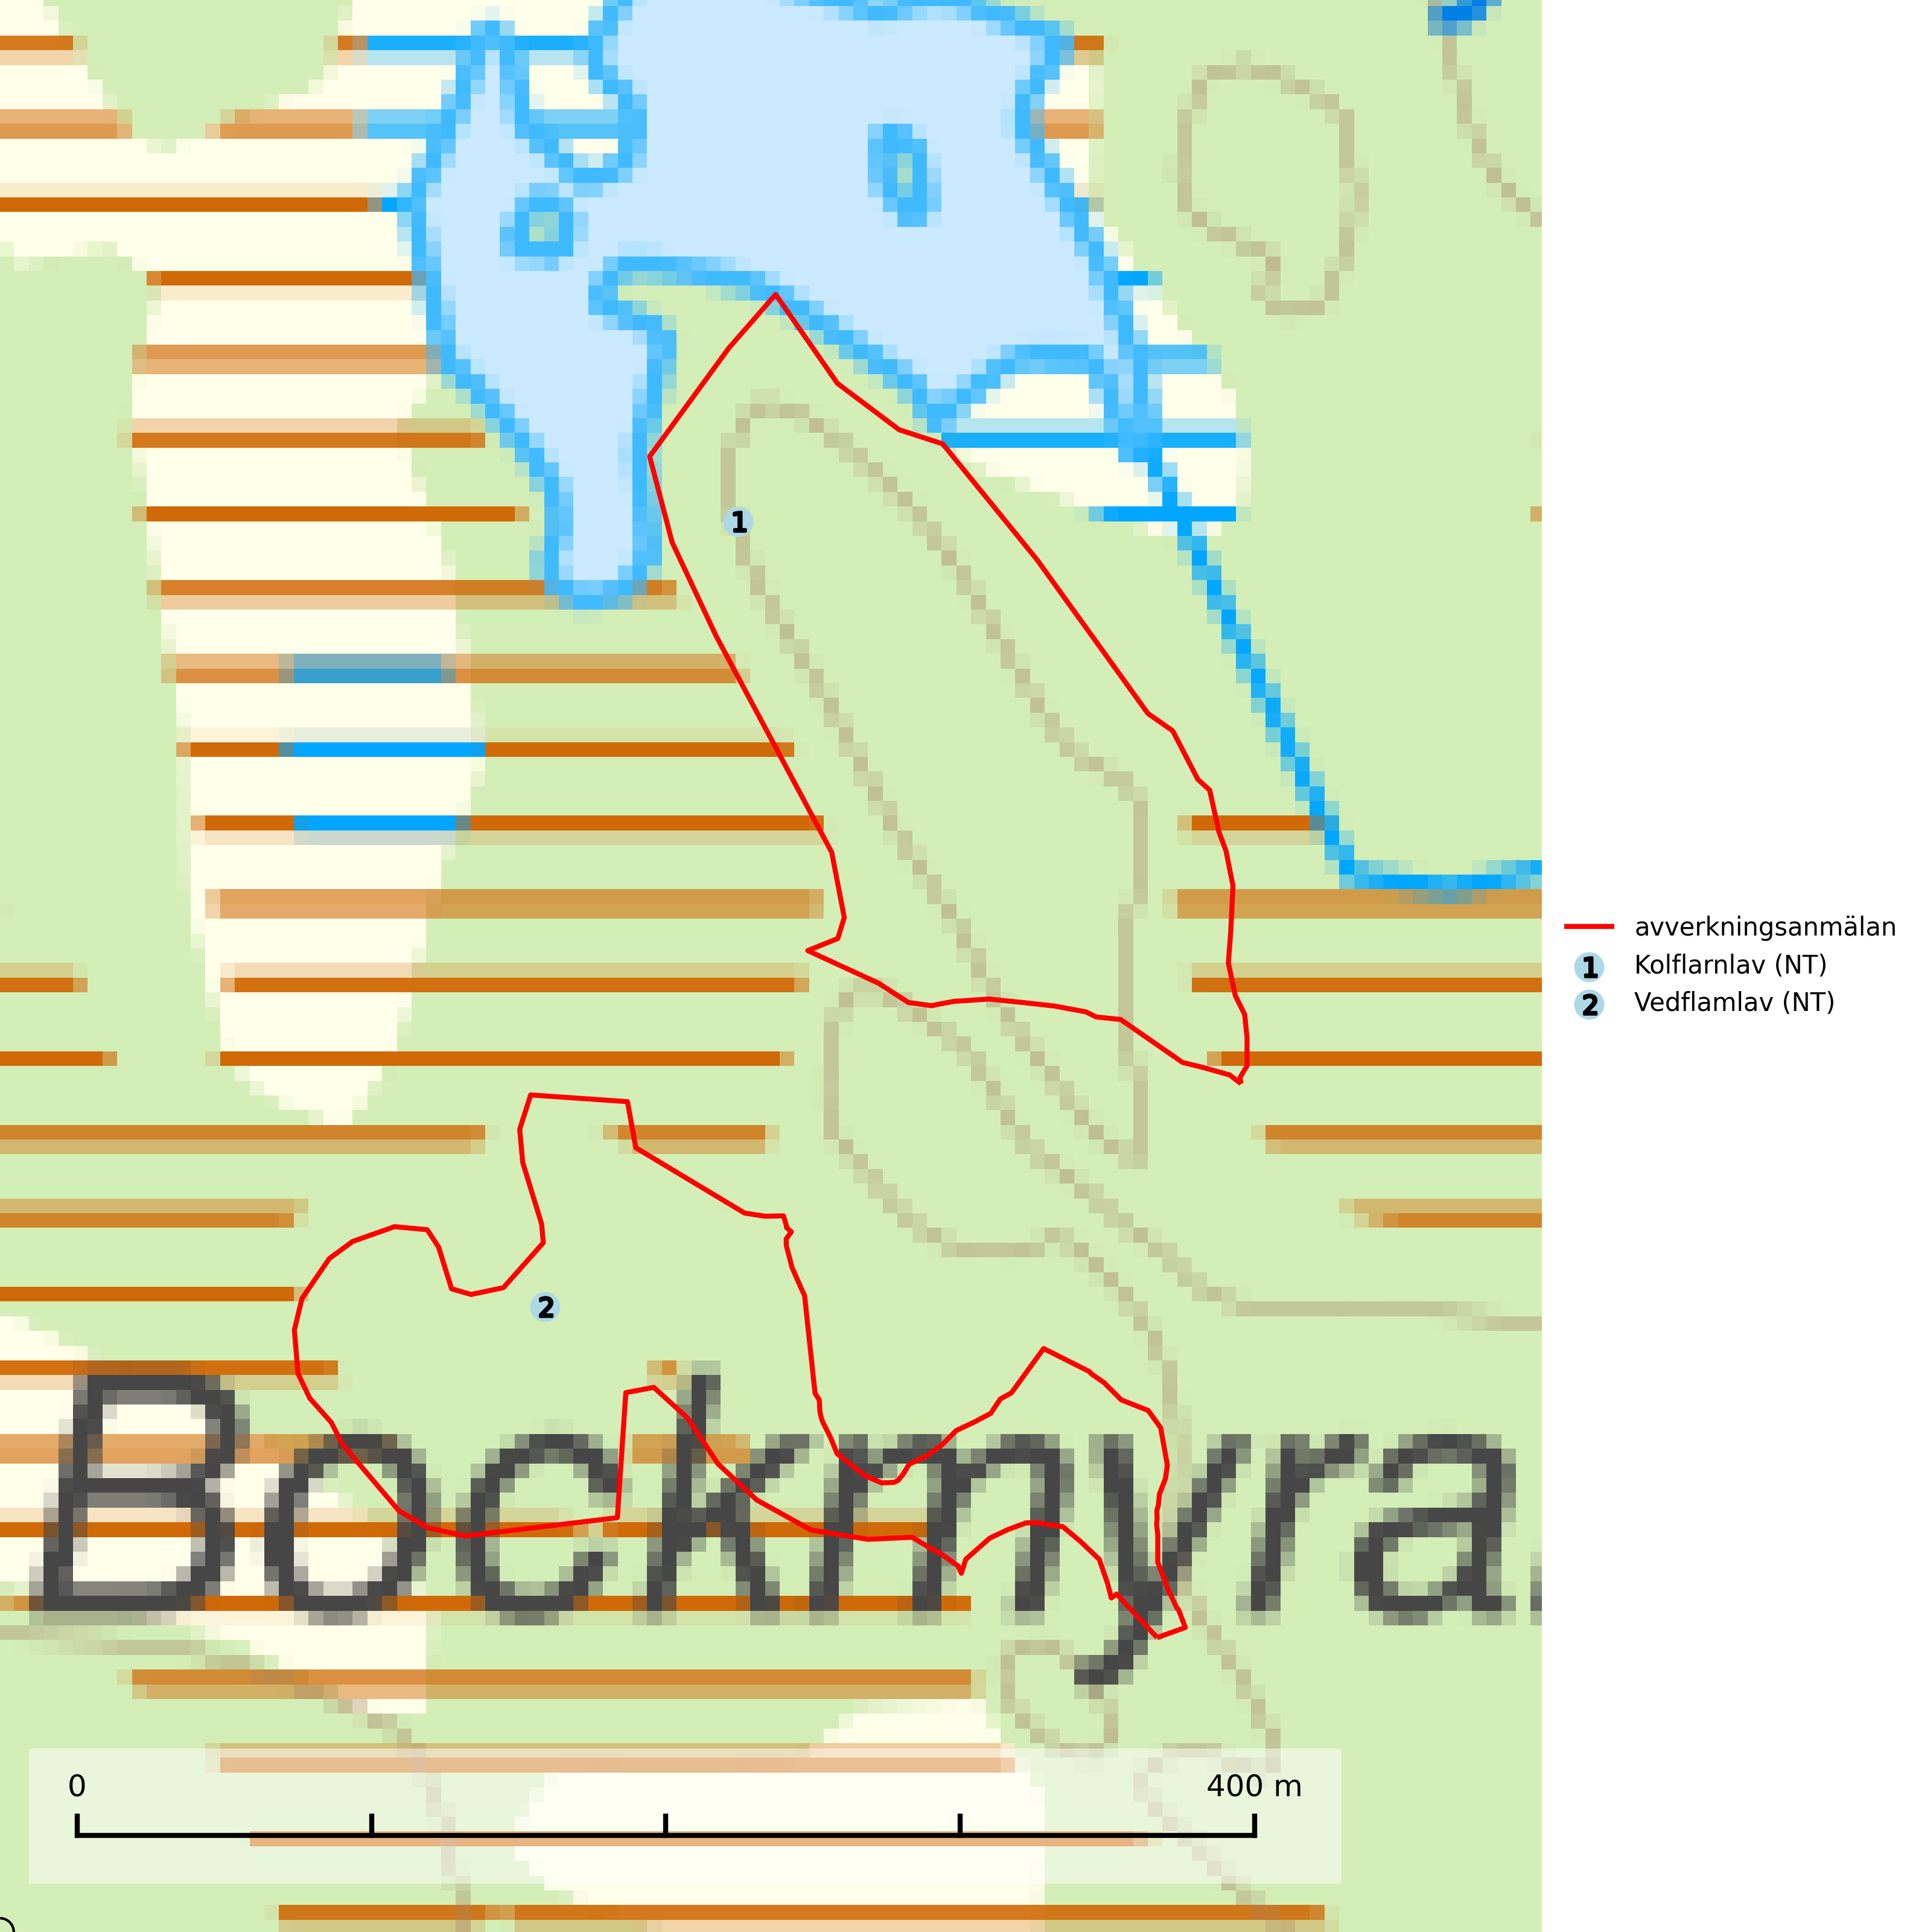 1
avverkningsanmälan
1 Kolflarnlav (NT)
2 Vedflamlav (NT)
2
Bockmyra
0 400 m